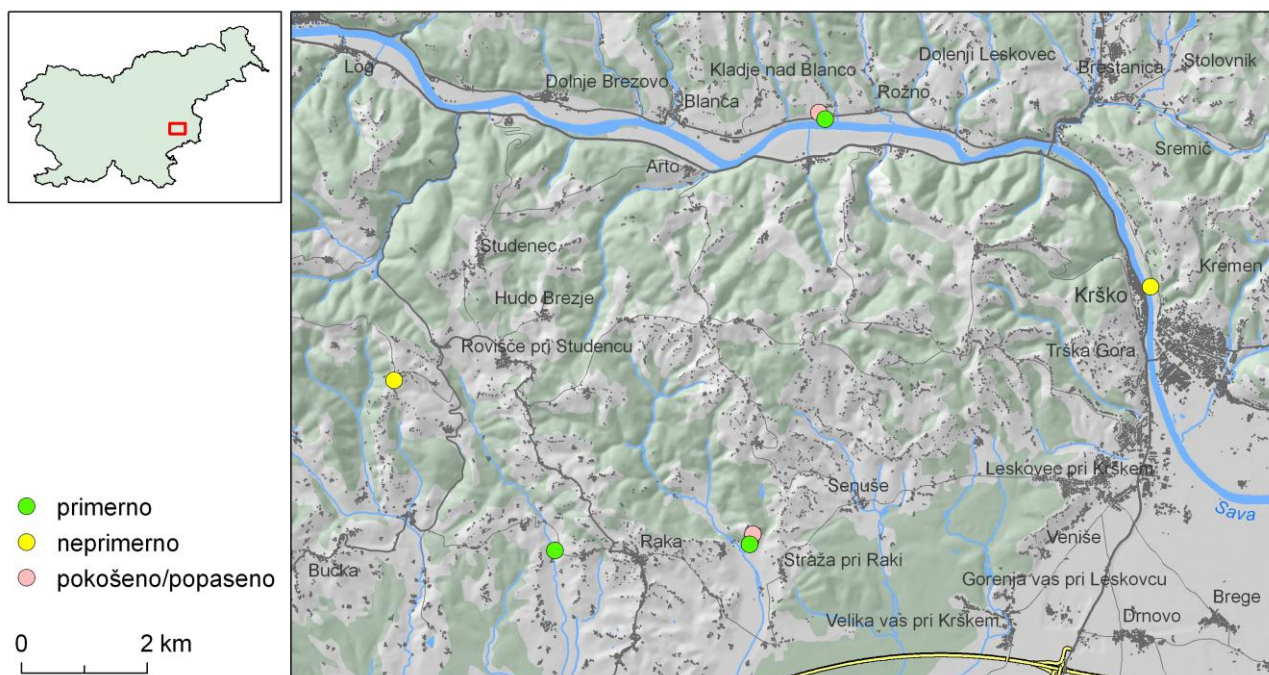 Log
Dolnje Brezovo
Blanca
Kladje nad Blanco
Rožno
Dolenji Leskovec
Brestanica
Stolovnik
Sremič
Arto
Studenec
Hudo Brezje
Rovišče pri Studencu
Krško
Kremen
Trška Gora
Leskovec pri Krškem
Senuše
Sava
Raka
Straža pri Raki
Veniše
Bučka
Gorenja vas pri Leskovcu
Velika vas pri Krškem
Drnovo
Brege
primerno
neprimerno
pokošeno/popaseno
0 2 km